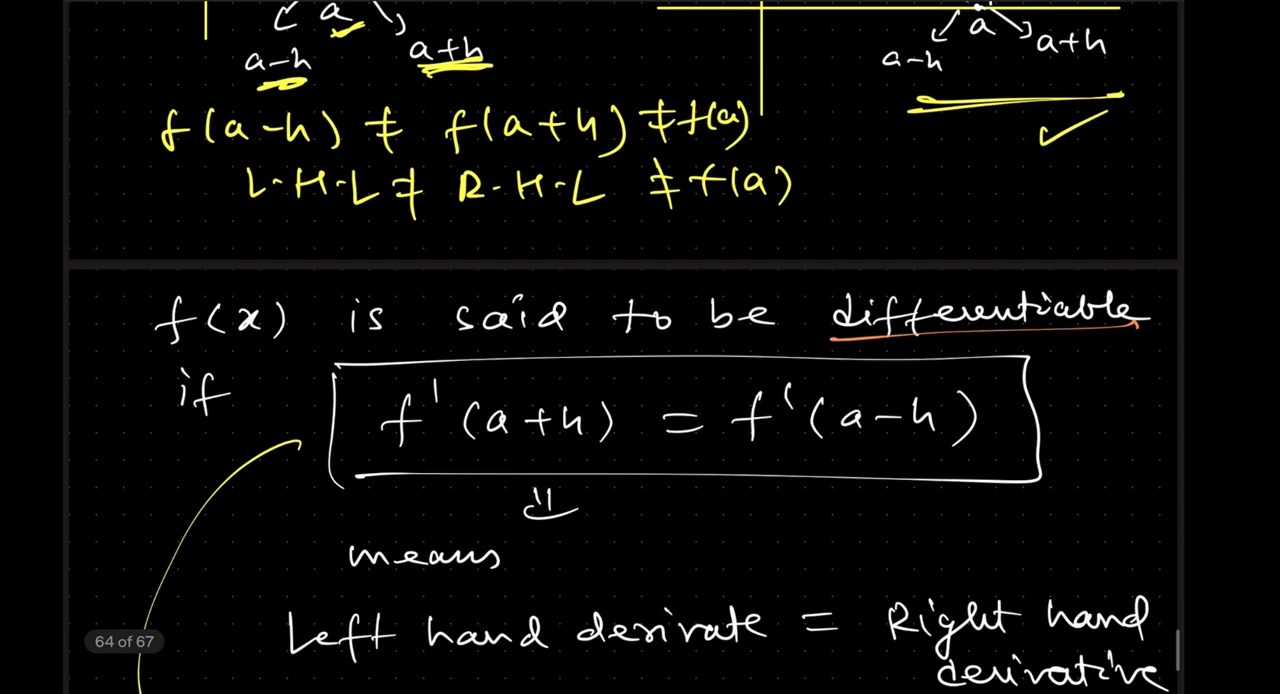 a
a-h
a+h
a
a-h
a+h
f(a-h) ≠ f(a+h) ≠ f(a)
L-H-L ≠ R-H-L ≠ f(a)
f(x) is said to be differentiable
if f'(a+h) = f'(a-h)
means
Left hand derivate = Right hand
derivative
64 of 67